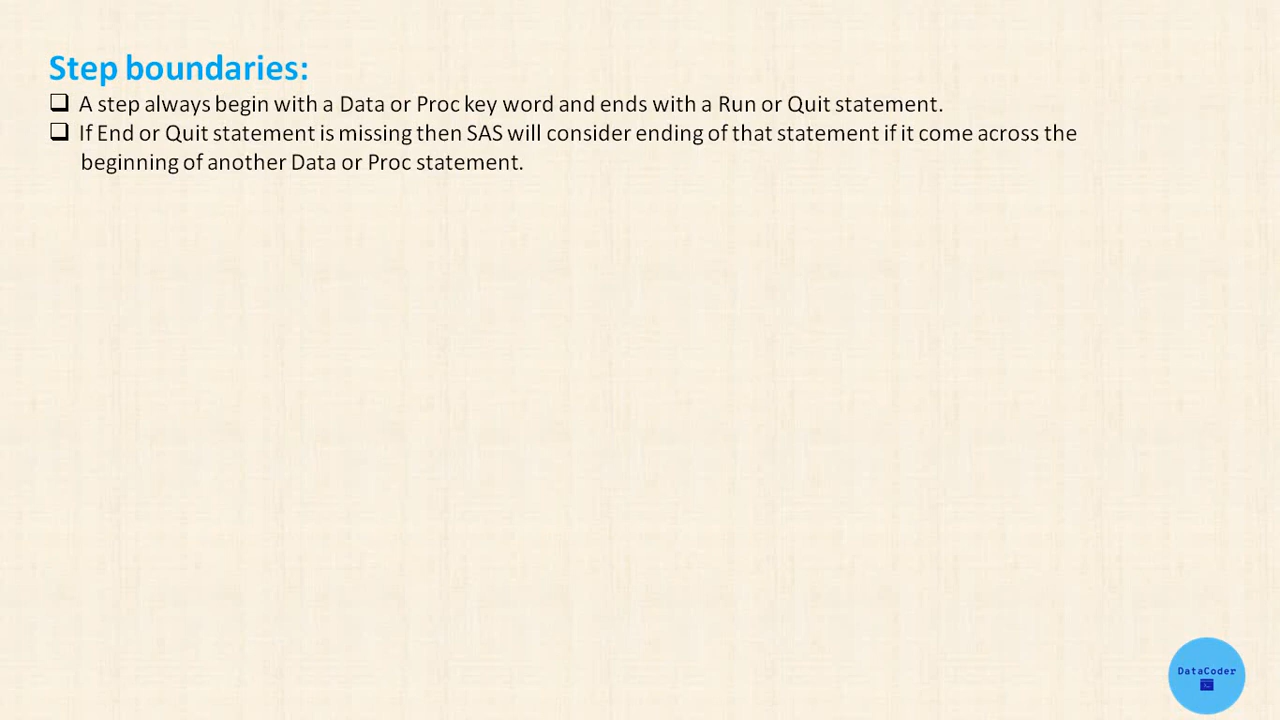 Step boundaries:
❑ A step always begin with a Data or Proc key word and ends with a Run or Quit statement.
❑ If End or Quit statement is missing then SAS will consider ending of that statement if it come across the
beginning of another Data or Proc statement.
DataCoder